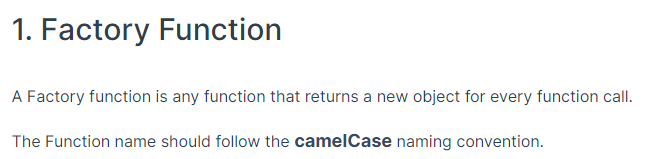 1. Factory Function
A Factory function is any function that returns a new object for every function call.
The Function name should follow the camelCase naming convention.